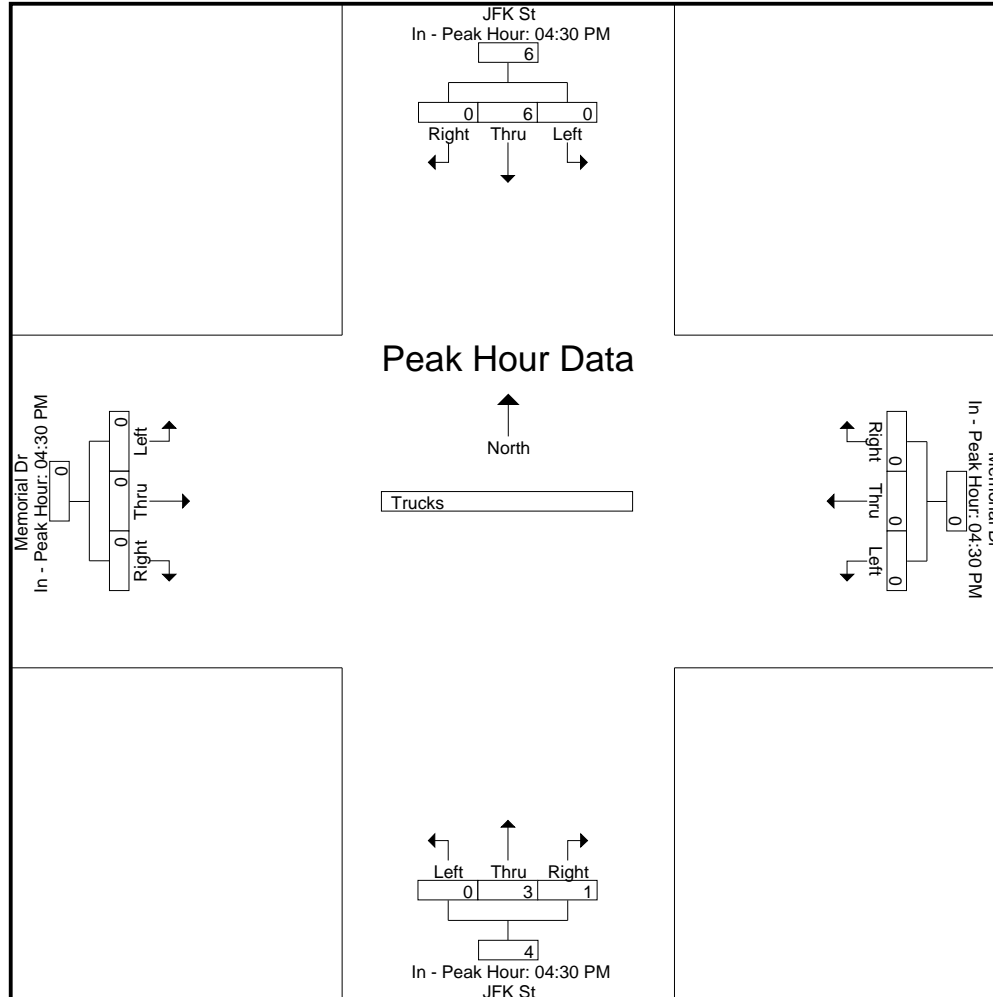 JFK St
In - Peak Hour: 04:30 PM
6
0 6 0
Right Thru Left
Peak Hour Data
North
Trucks
Memorial Dr
In - Peak Hour: 04:30 PM
0
0 0 0
Left Thru Right
In - Peak Hour: 04:30 PM
0
0 0 0
Right Thru Left
Left Thru Right
0 3 1
4
In - Peak Hour: 04:30 PM
JFK St